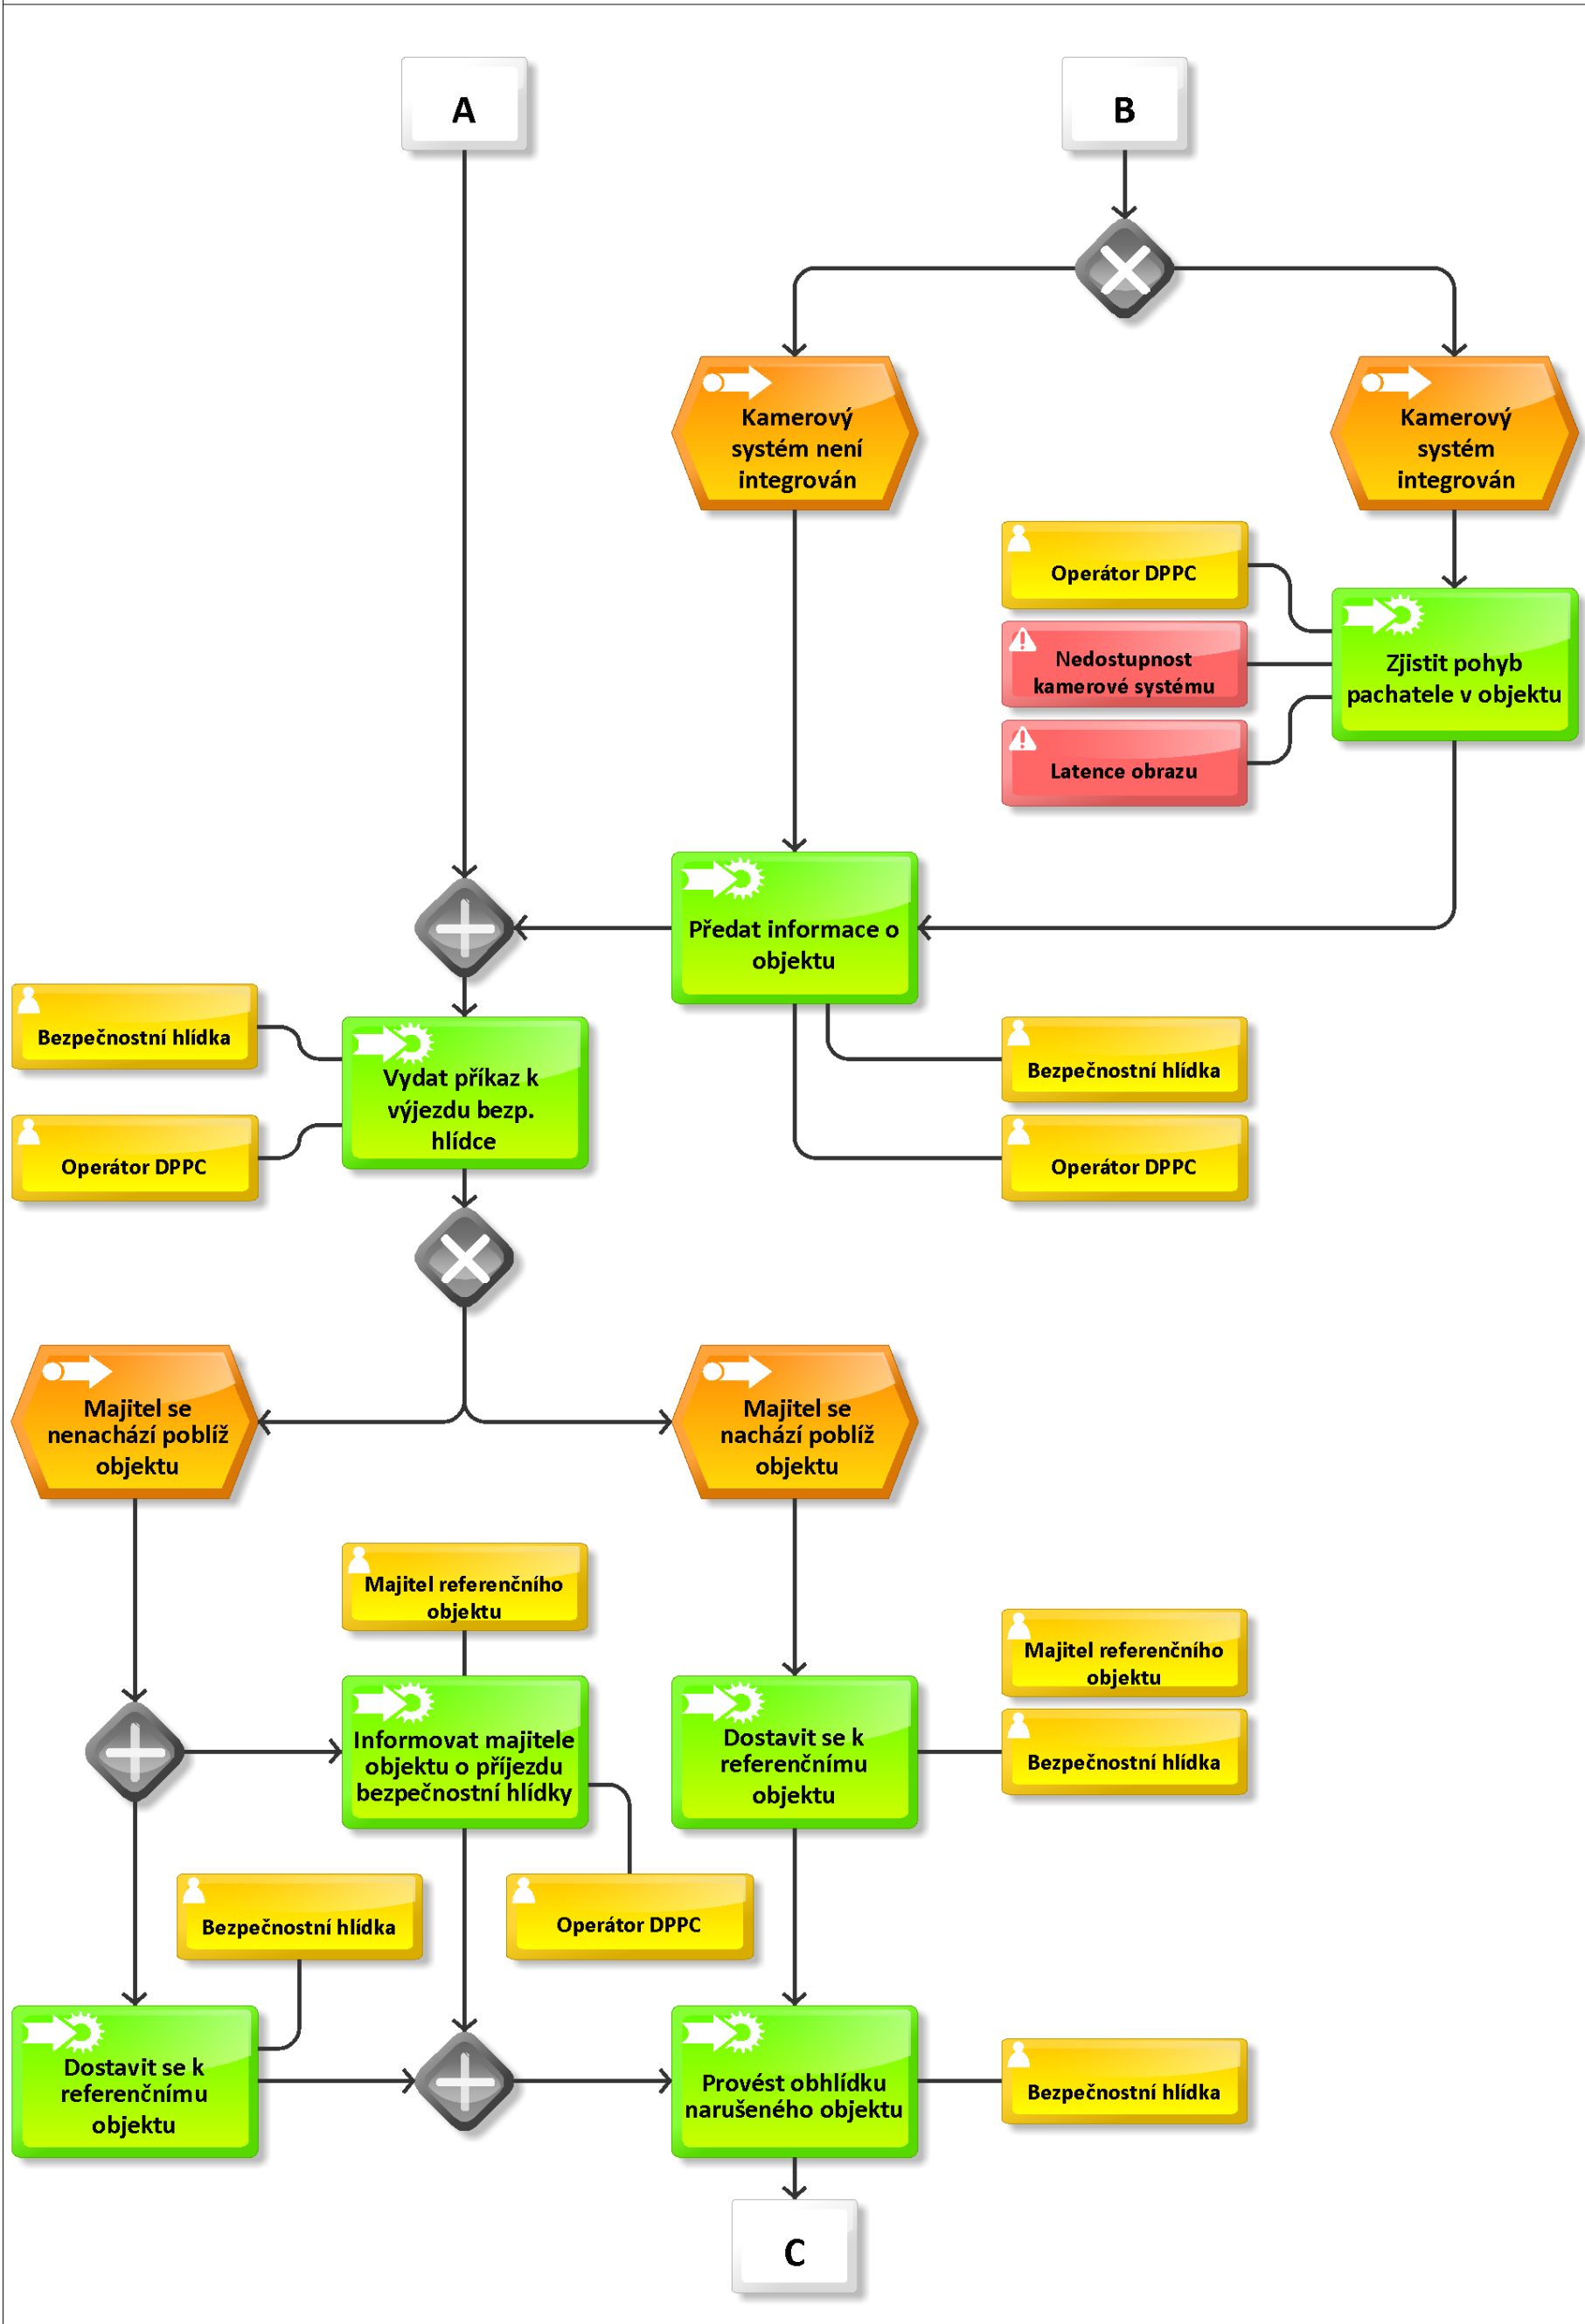 A
B
Kamerový
systém není
integrován
Kamerový
systém
integrován
Operátor DPPC
Nedostupnost
kamerové systému
Latence obrazu
Zjistit pohyb
pachatele v objektu
Předat informace o
objektu
Bezpečnostní hlídka
Operátor DPPC
Vydat příkaz k
výjezdu bezp.
hlídce
Bezpečnostní hlídka
Operátor DPPC
Majitel se
nenachází poblíž
objektu
Majitel se
nachází poblíž
objektu
Majitel referenčního
objektu
Informovat majitele
objektu o příjezdu
bezpečnostní hlídky
Dostavit se k
referenčnímu
objektu
Majitel referenčního
objektu
Bezpečnostní hlídka
Bezpečnostní hlídka
Operátor DPPC
Dostavit se k
referenčnímu
objektu
Provést obhlídku
narušeného objektu
Bezpečnostní hlídka
C